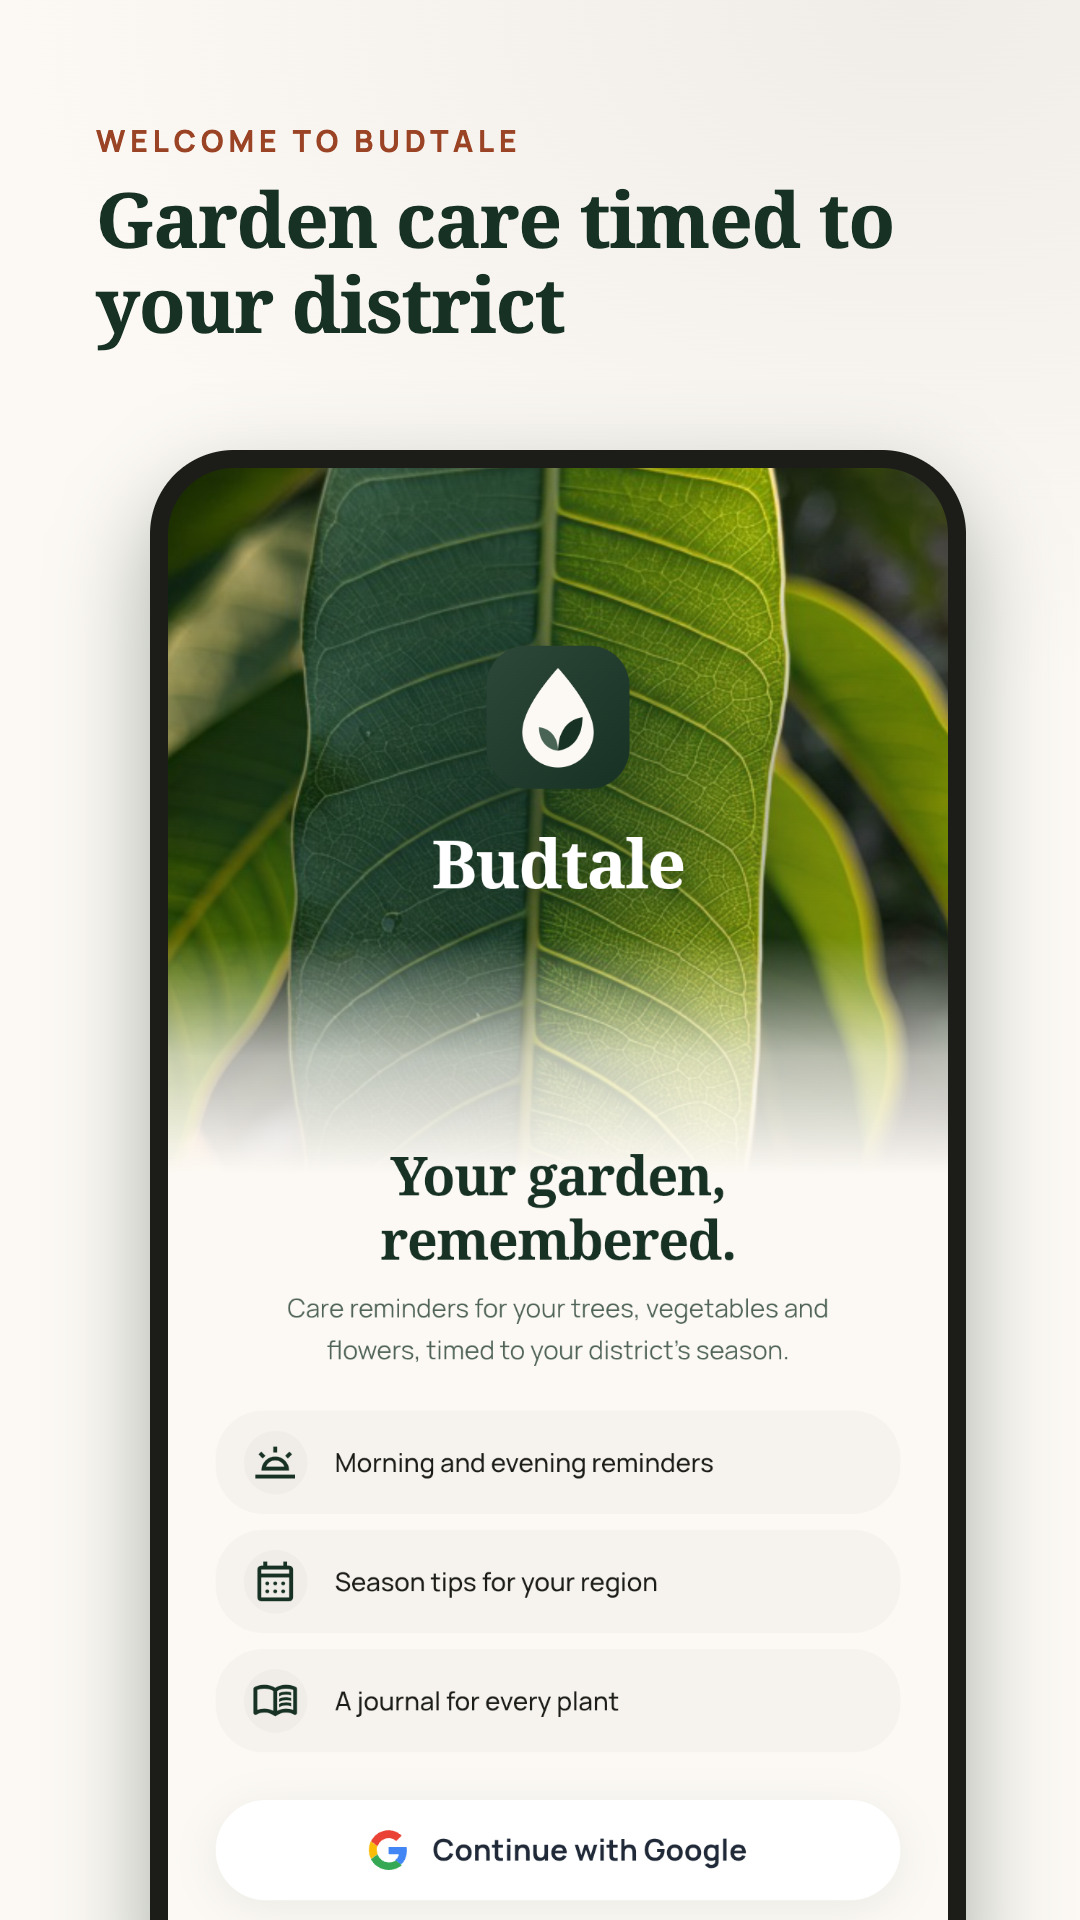 WELCOME TO BUDTALE
Garden care timed to
your district
Budtale
Your garden,
remembered.
Care reminders for your trees, vegetables and
flowers, timed to your district’s season.
Morning and evening reminders
Season tips for your region
A journal for every plant
Continue with Google